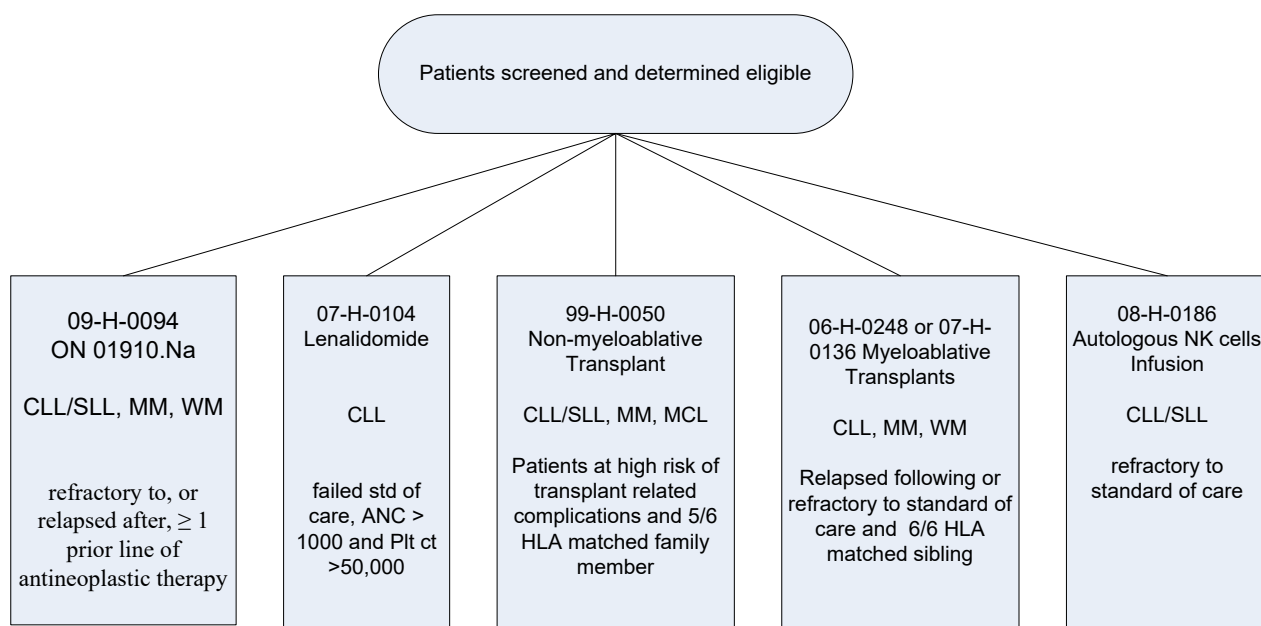 Patients screened and determined eligible
09-H-0094
ON 01910.Na
CLL/SLL, MM, WM
refractory to, or
relapsed after, ≥ 1
prior line of
antineoplastic therapy
07-H-0104
Lenalidomide
CLL
failed std of
care, ANC >
1000 and Plt ct
>50,000
99-H-0050
Non-myeloablative
Transplant
CLL/SLL, MM, MCL
Patients at high risk of
transplant related
complications and 5/6
HLA matched family
member
06-H-0248 or 07-H-
0136 Myeloablative
Transplants
CLL, MM, WM
Relapsed following or
refractory to standard of
care and 6/6 HLA
matched sibling
08-H-0186
Autologous NK cells
Infusion
CLL/SLL
refractory to
standard of care